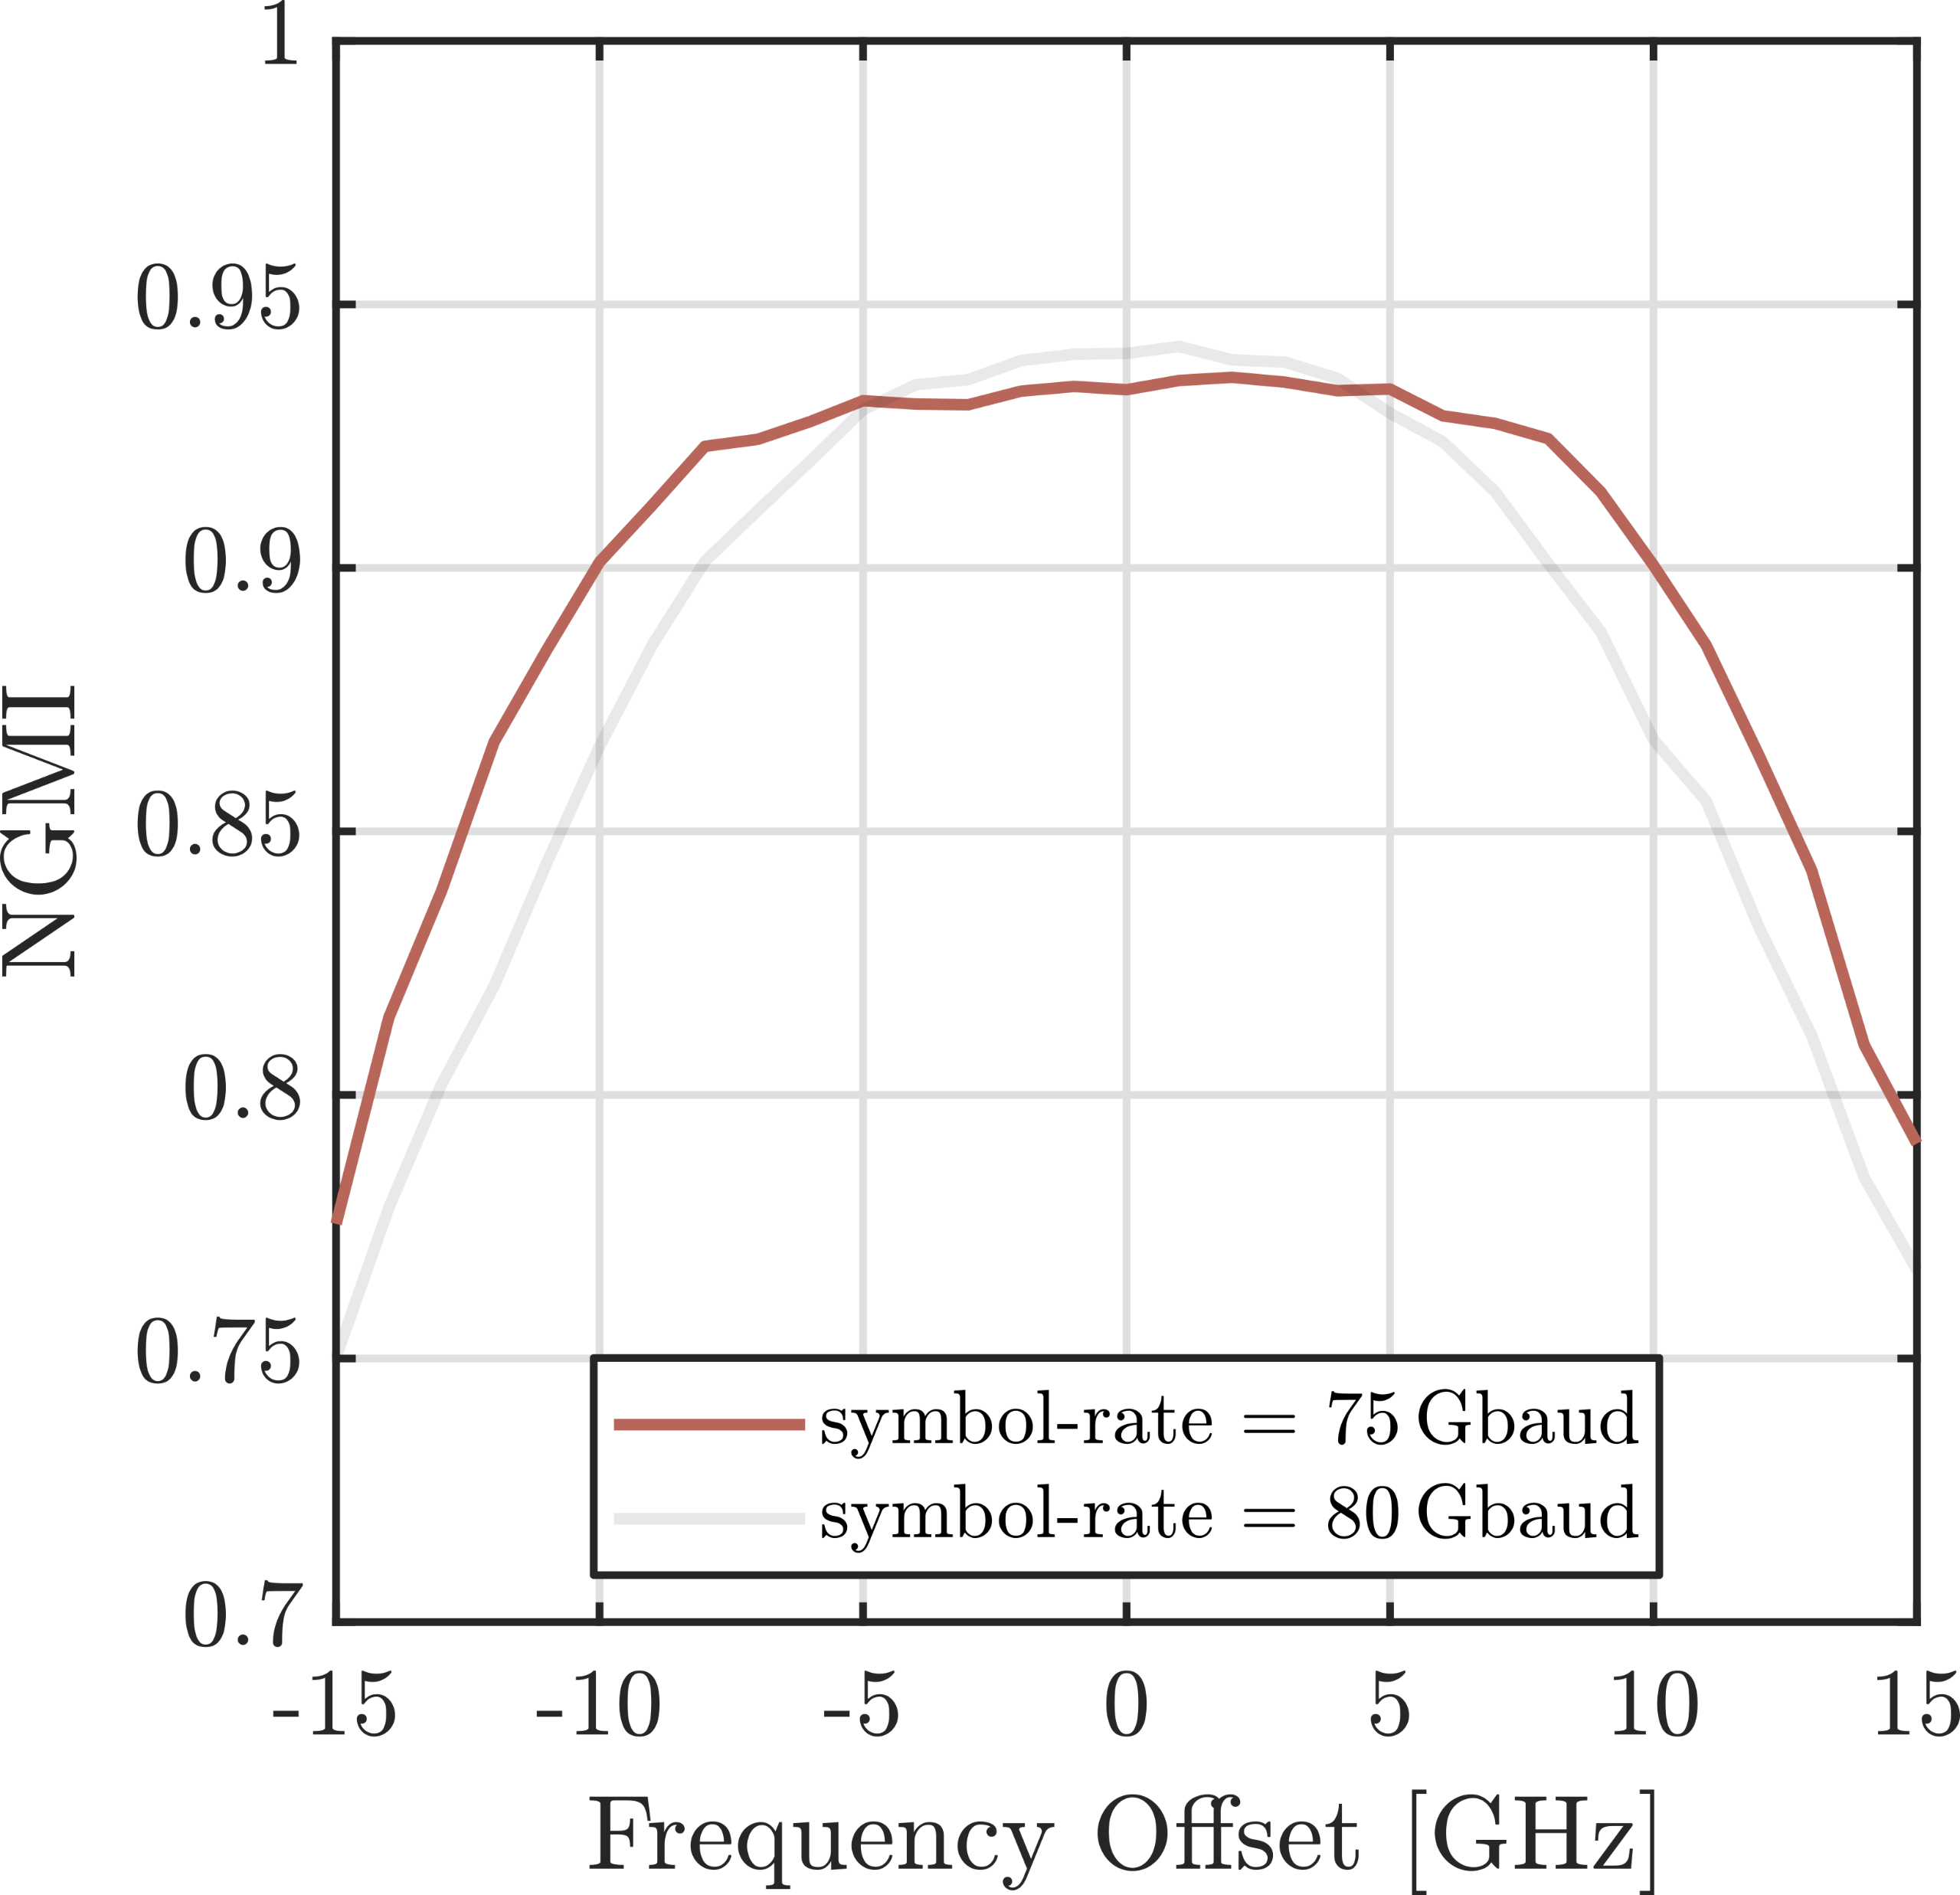 1
0.95
0.9
0.85
0.8
0.75
0.7
NGMI
symbol-rate = 75 Gbaud
symbol-rate = 80 Gbaud
-15 -10 -5 0 5 10 15
Frequency Offset [GHz]